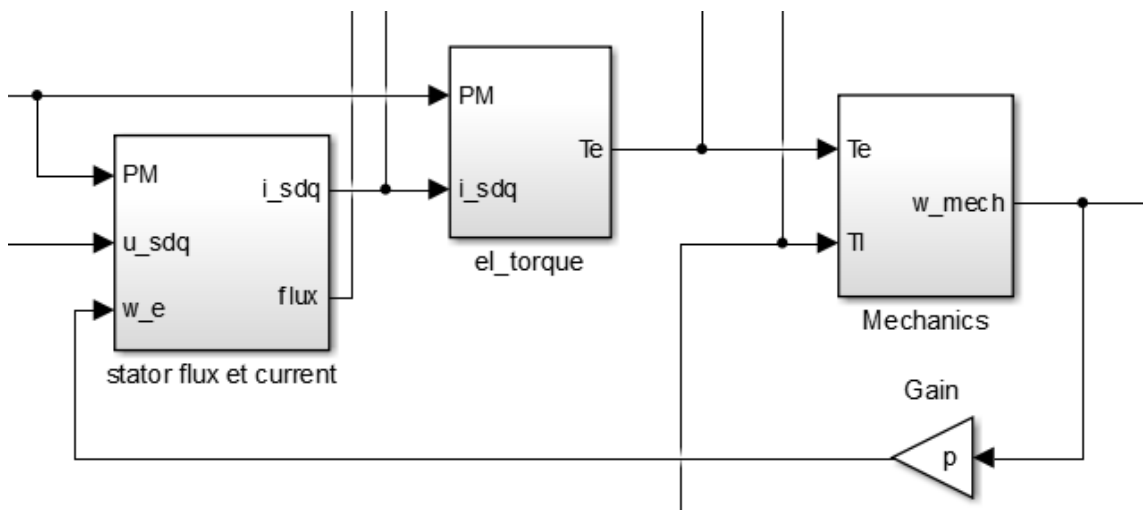 PM
u_sdq
w_e
i_sdq
flux
stator flux et current
PM
i_sdq
Te
el_torque
Te
Tl
w_mech
Mechanics
Gain
p